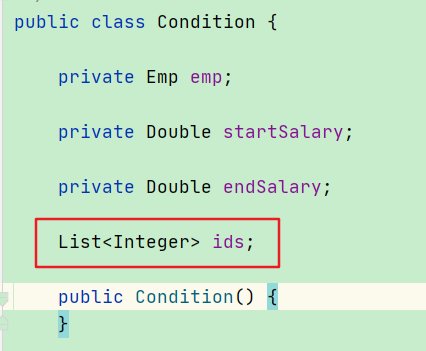 public class Condition {
private Emp emp;
private Double startSalary;
private Double endSalary;
List<Integer> ids;
public Condition() {
}